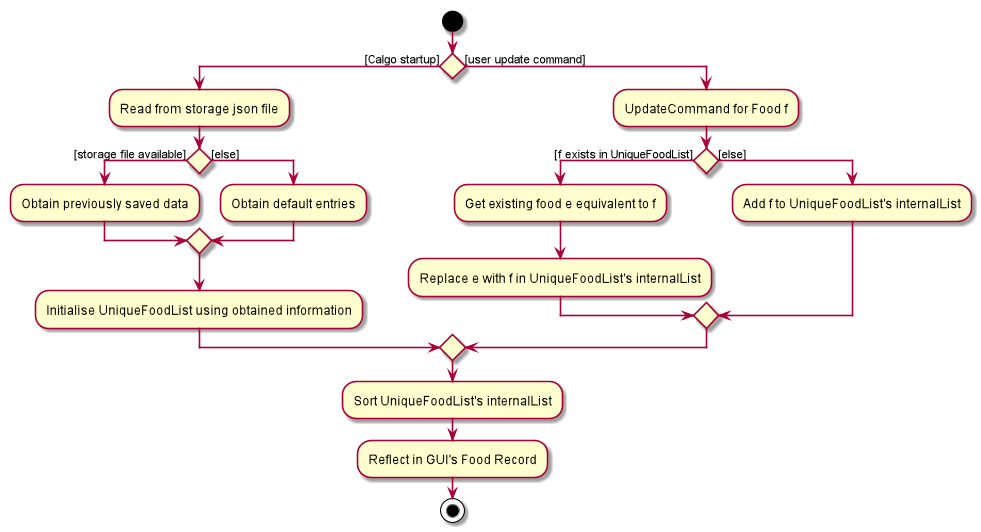 [Calgo startup]
[user update command]
Read from storage json file
UpdateCommand for Food f
[storage file available]
[else]
[f exists in UniqueFoodList]
[else]
Obtain previously saved data
Obtain default entries
Get existing food e equivalent to f
Add f to UniqueFoodList's internalList
Replace e with f in UniqueFoodList's internalList
Initialise UniqueFoodList using obtained information
Sort UniqueFoodList's internalList
Reflect in GUI's Food Record